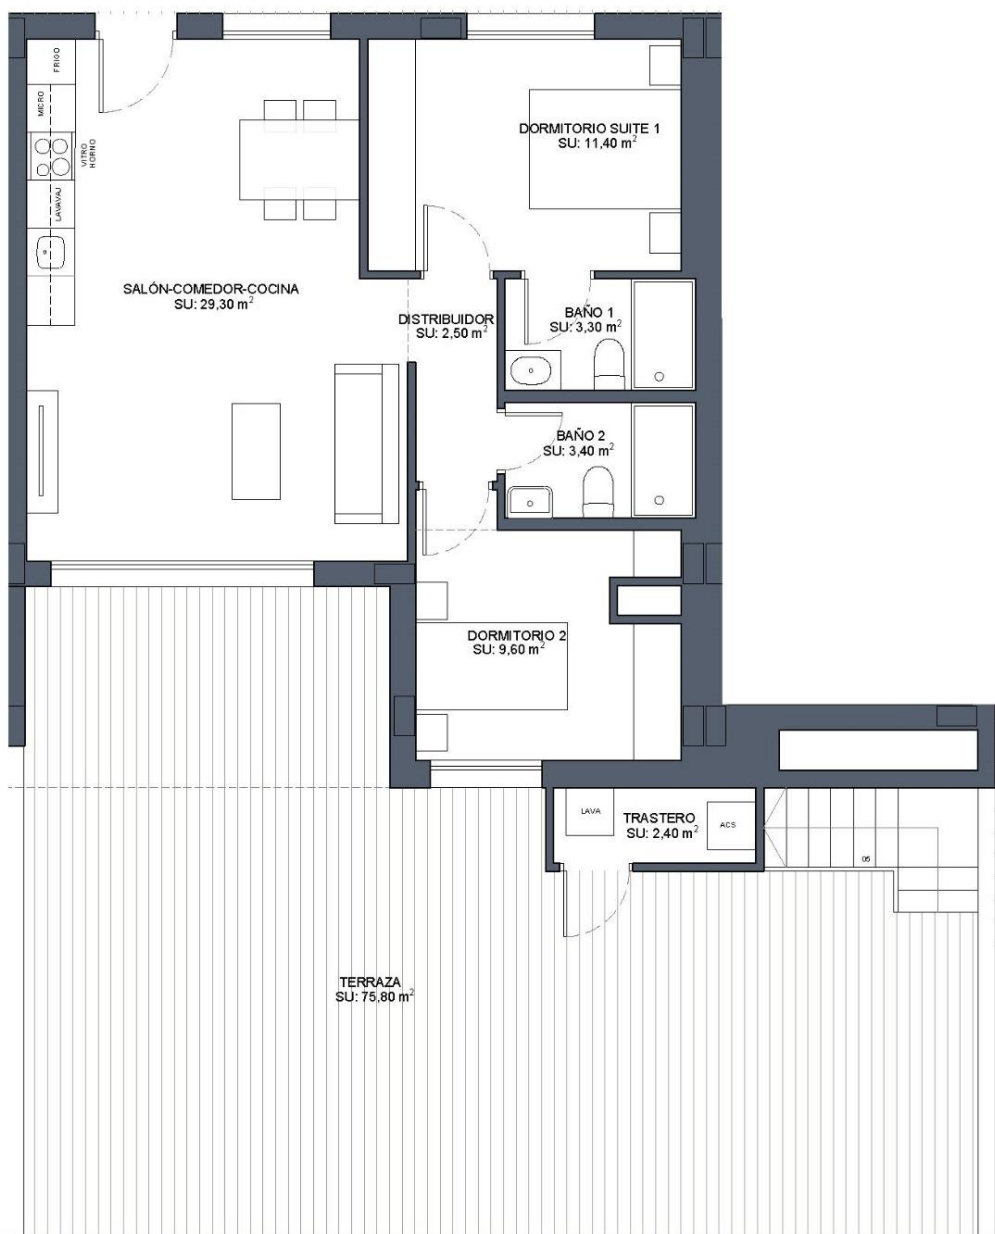 FRIGO
MICRO
VITRO
HORNO
LAVAVAJ
DORMITORIO SUITE 1
SU: 11,40 m²
SALÓN-COMEDOR-COCINA
SU: 29,30 m²
DISTRIBUIDOR
SU: 2,50 m²
BAÑO 1
SU: 3,30 m²
BAÑO 2
SU: 3,40 m²
DORMITORIO 2
SU: 9,60 m²
LAVA
TRASTERO
SU: 2,40 m²
ACS
05
TERRAZA
SU: 75,80 m²